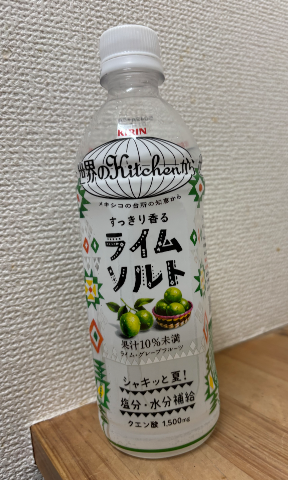 KIRIN
世界のKitchenから
メキシコの台所の知恵から
すっきり香る
ライム
ソルト
果汁10%未満
ライム・グレープフルーツ
シャキッと夏!
塩分・水分補給
クエン酸 1,500mg